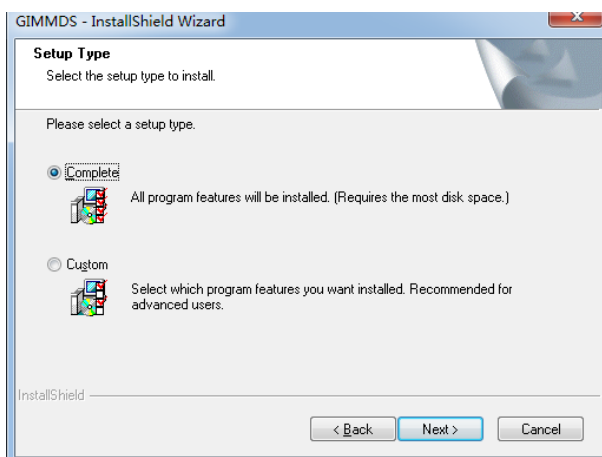 GIMMDS - InstallShield Wizard
Setup Type
Select the setup type to install.
Please select a setup type.
Complete
All program features will be installed. (Requires the most disk space.)
Custom
Select which program features you want installed. Recommended for
advanced users.
InstallShield
< Back
Next >
Cancel